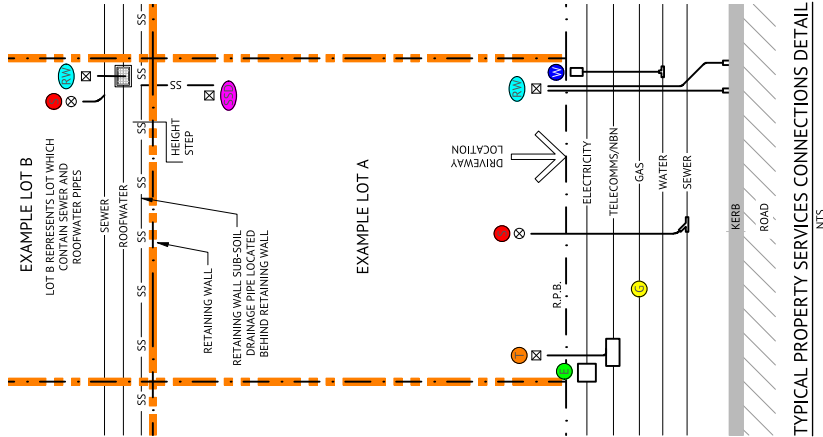 EXAMPLE LOT B
LOT B REPRESENTS LOT WHICH
CONTAIN SEWER AND
ROOFWATER PIPES
SEWER
ROOFWATER
SS
SS
SS
SS
SS
SS
SS
SS
RW
SS
SSD
HEIGHT
STEP
RETAINING WALL
RETAINING WALL SUB-SOIL
DRAINAGE PIPE LOCATED
BEHIND RETAINING WALL
EXAMPLE LOT A
DRIVEWAY
LOCATION
RW
W
T
E
G
R.P.B.
ELECTRICITY
TELECOMMS/NBN
GAS
WATER
SEWER
KERB
ROAD
TYPICAL PROPERTY SERVICES CONNECTIONS DETAIL
NTS